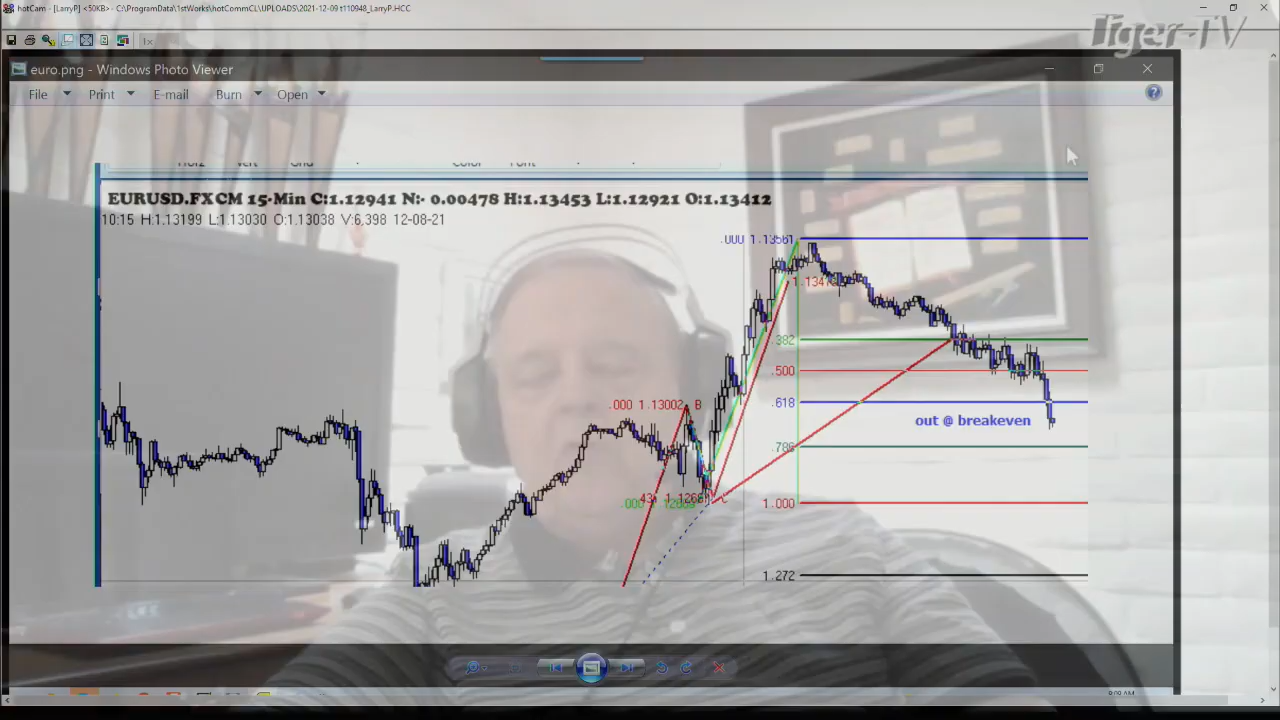 hotCam - [LarryP] <50KB>- C:\ProgramData\1stWorks\hotCommCL\UPLOADS\2021-12-09 t110948_LarryP.HCC
Tiger-TV
euro.png - Windows Photo Viewer
File Print E-mail Burn Open
EURUSD.FXCM 15-Min C:1.12941 N:- 0.00478 H:1.13453 L:1.12921 O:1.13412
10:15 H:1.13199 L:1.13030 O:1.13038 V:6,398 12-08-21
.000 1.13561
.382
.500
.000 1.13002 B
.618
out @ breakeven
.786
1.000
1.272